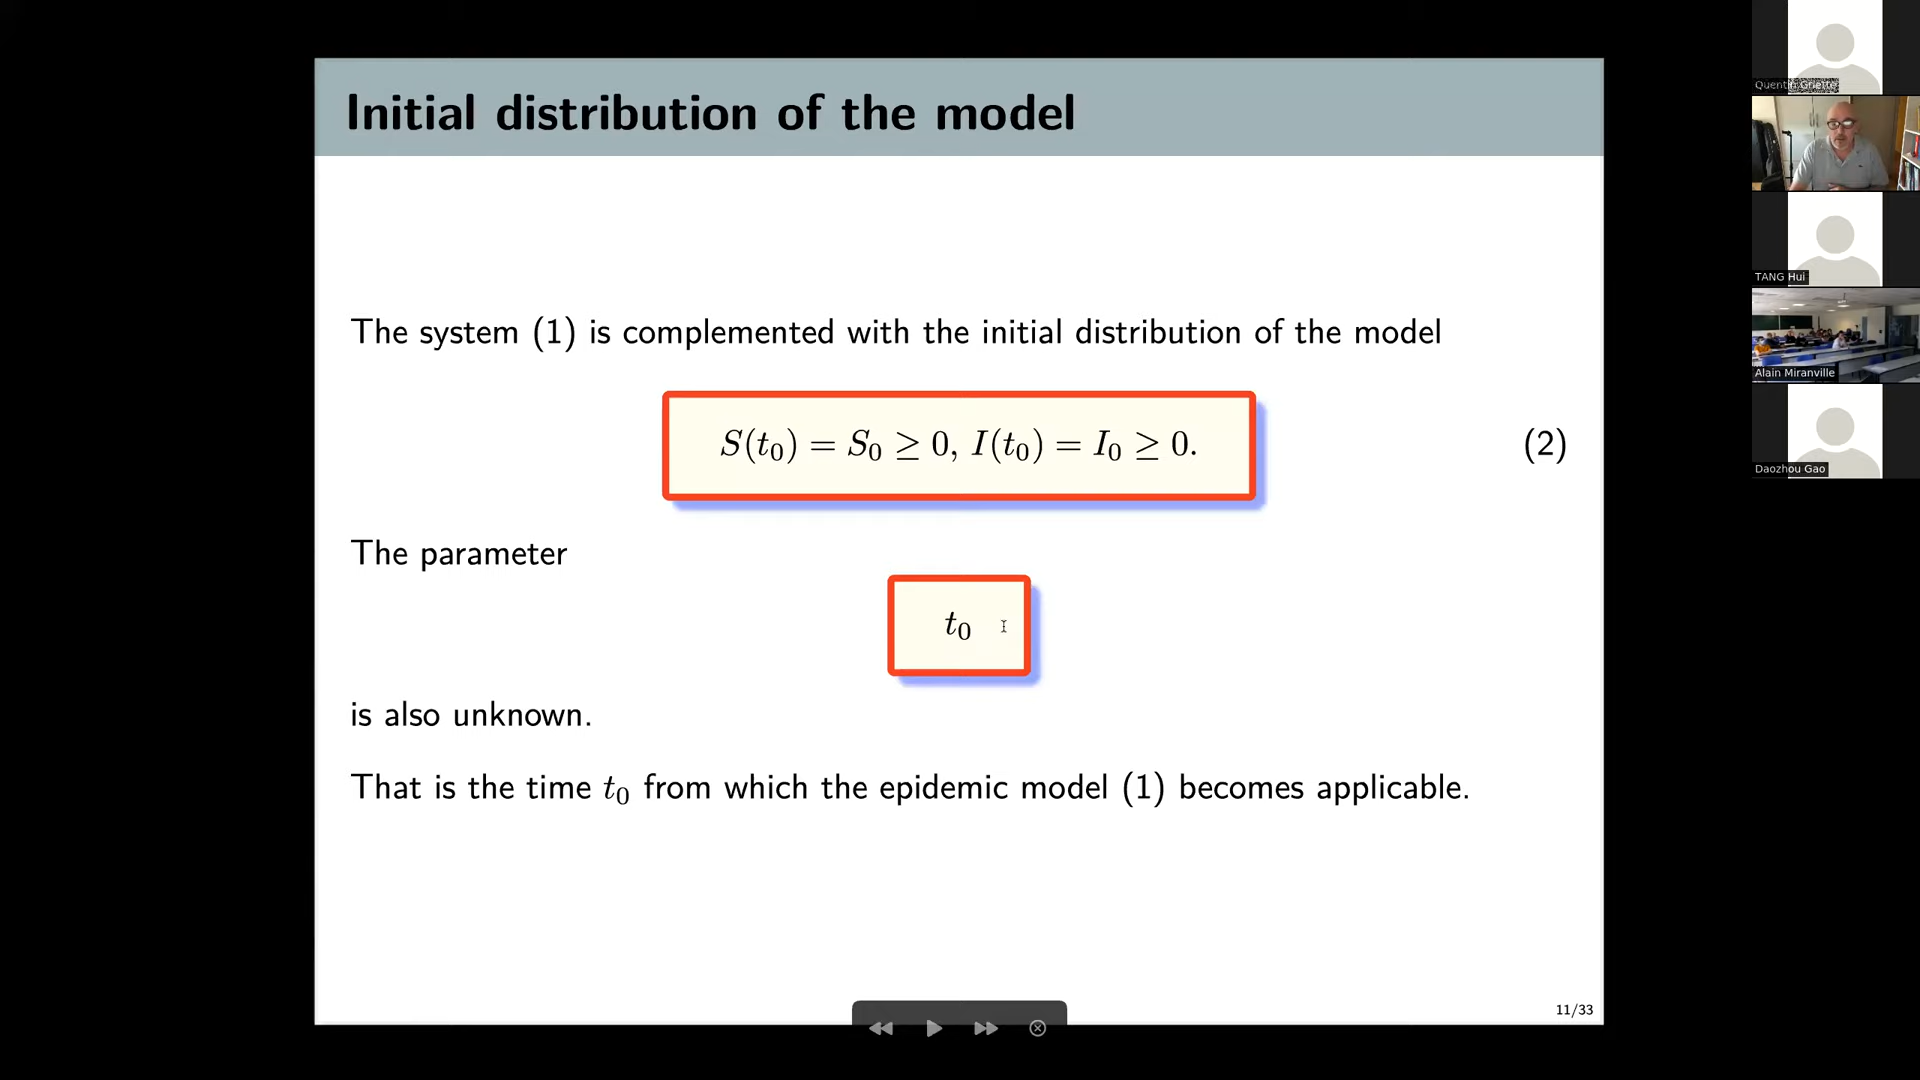 Initial distribution of the model
The system (1) is complemented with the initial distribution of the model
S(t₀) = S₀ ≥ 0, I(t₀) = I₀ ≥ 0.
(2)
The parameter
t₀
is also unknown.
That is the time t₀ from which the epidemic model (1) becomes applicable.
11/33
TANG Hui
Alain Miranville
Daozhou Gao